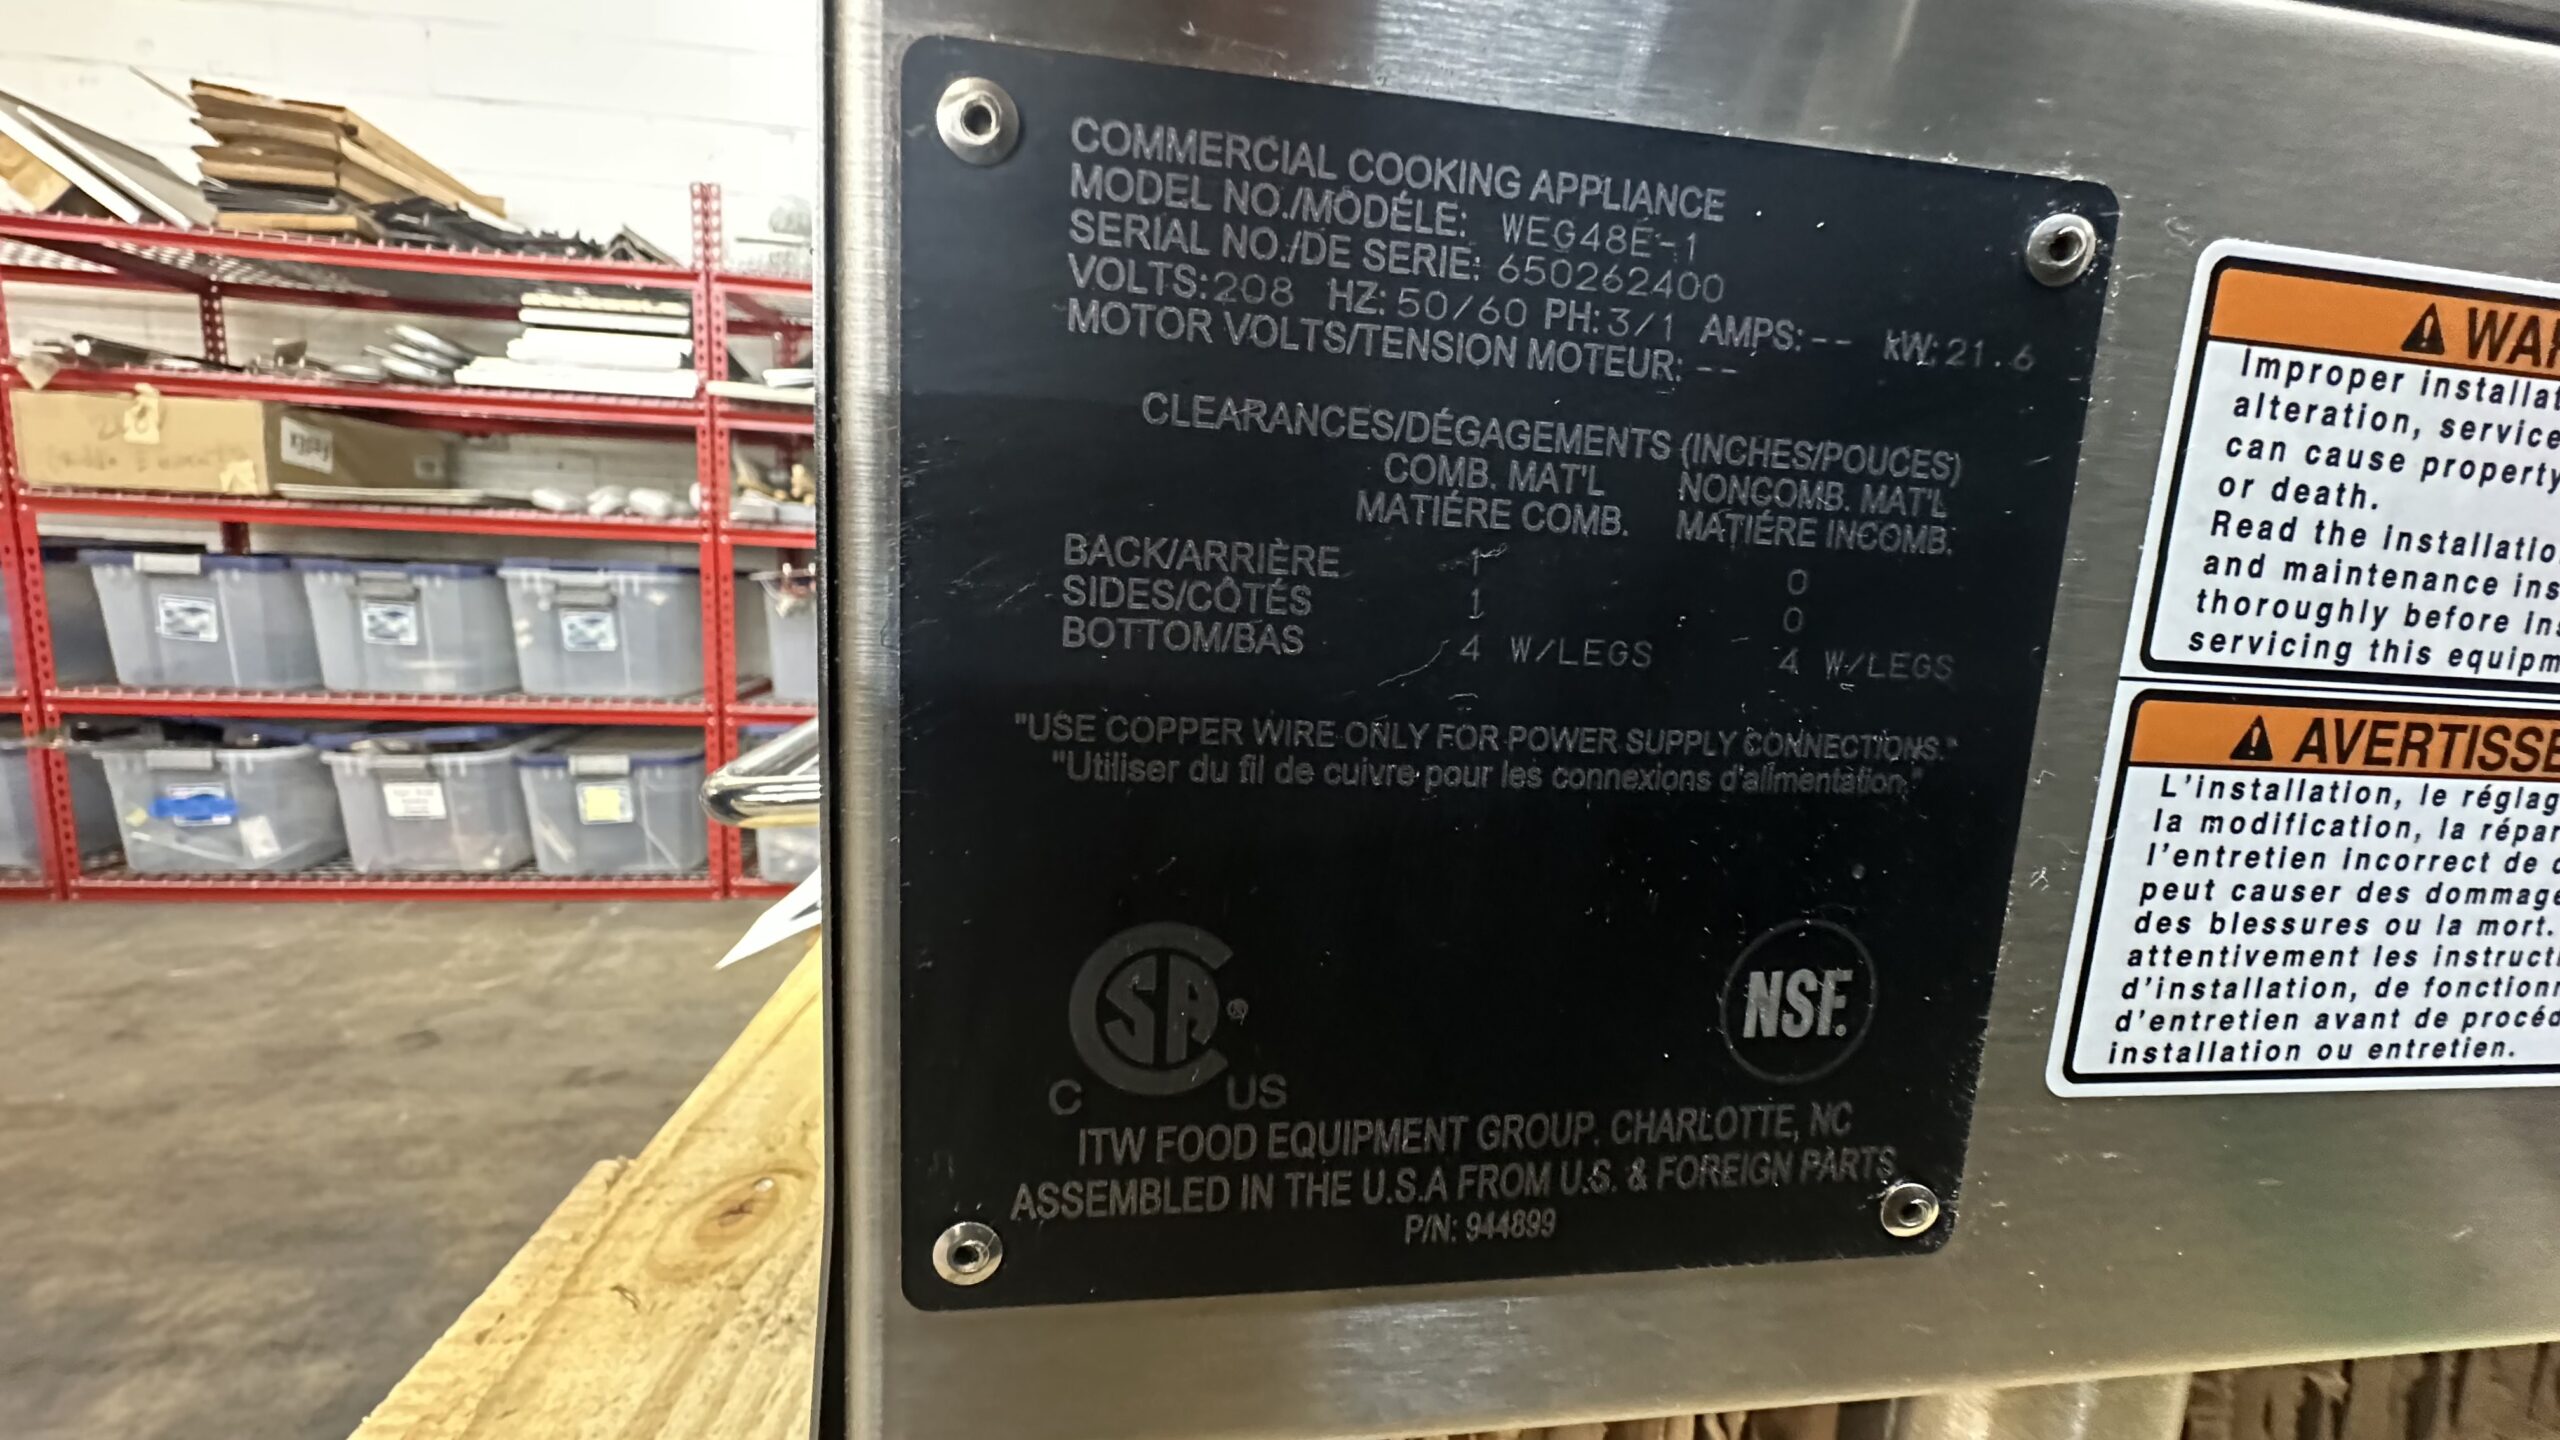 COMMERCIAL COOKING APPLIANCE
MODEL NO./MODÉLE: WEG48E-1
SERIAL NO./DE SERIE: 650262400
VOLTS:208 HZ:50/60 PH:3/1 AMPS:-- kW:21.6
MOTOR VOLTS/TENSION MOTEUR: --
CLEARANCES/DÉGAGEMENTS (INCHES/POUCES)
COMB. MAT'L NONCOMB. MAT'L
MATIÉRE COMB. MATIÉRE INCOMB.
BACK/ARRIÈRE 1 0
SIDES/CÔTÉS 1 0
BOTTOM/BAS 4 W/LEGS 4 W/LEGS
"USE COPPER WIRE ONLY FOR POWER SUPPLY CONNECTIONS."
"Utiliser du fil de cuivre pour les connexions d'alimentation."
CSA®
C US
NSF.
ITW FOOD EQUIPMENT GROUP, CHARLOTTE, NC
ASSEMBLED IN THE U.S.A FROM U.S. & FOREIGN PARTS
P/N: 944899
WAR
Improper installat
alteration, service
can cause property
or death.
Read the installatio
and maintenance ins
thoroughly before ins
servicing this equipm
AVERTISSE
L'installation, le réglag
la modification, la répar
l'entretien incorrect de c
peut causer des dommage
des blessures ou la mort.
attentivement les instructi
d'installation, de fonctionn
d'entretien avant de procéd
installation ou entretien.
FedEx